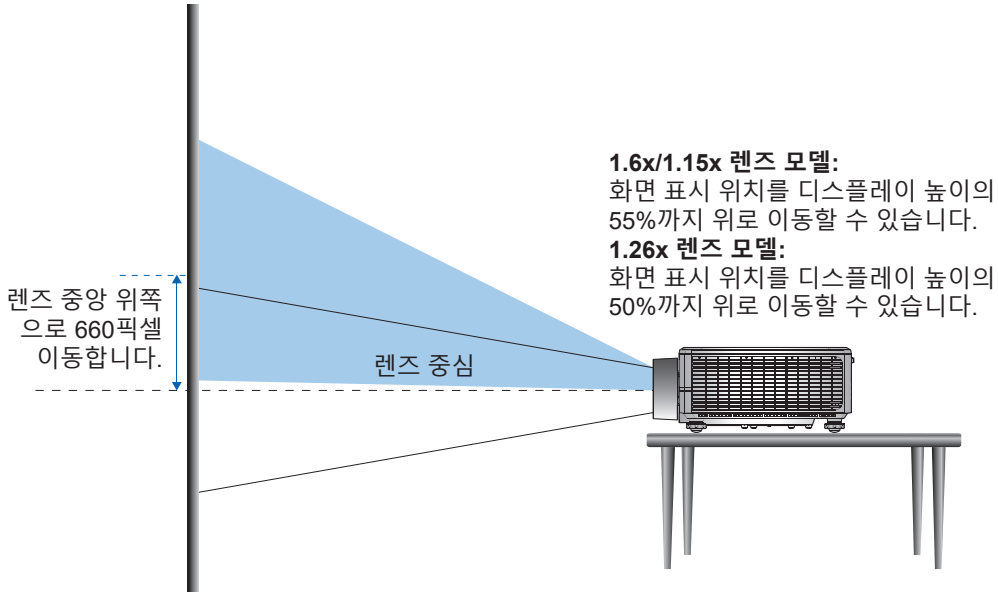 1.6x/1.15x 렌즈 모델:
화면 표시 위치를 디스플레이 높이의
55%까지 위로 이동할 수 있습니다.
1.26x 렌즈 모델:
화면 표시 위치를 디스플레이 높이의
50%까지 위로 이동할 수 있습니다.
렌즈 중앙 위쪽
으로 660픽셀
이동합니다.
렌즈 중심